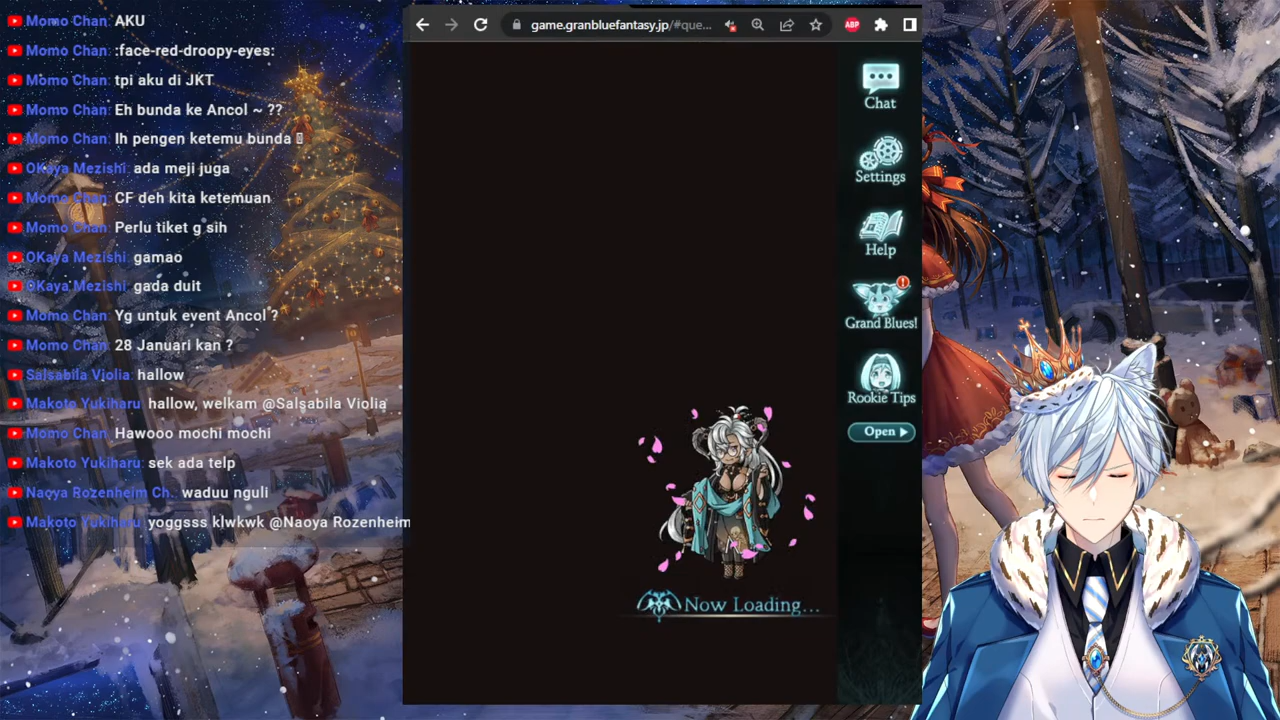 Momo Chan: AKU
Momo Chan: :face-red-droopy-eyes:
Momo Chan: tpi aku di JKT
Momo Chan: Eh bunda ke Ancol ~ ??
Momo Chan: Ih pengen ketemu bunda
OKaya Mezishi: ada meji juga
Momo Chan: CF deh kita ketemuan
Momo Chan: Perlu tiket g sih
OKaya Mezishi: gamao
OKaya Mezishi: gada duit
Momo Chan: Yg untuk event Ancol ?
Momo Chan: 28 Januari kan ?
Salsabila Violia: hallow
Makoto Yukiharu: hallow, welkam @Salsabila Violia
Momo Chan: Hawooo mochi mochi
Makoto Yukiharu: sek ada telp
Naoya Rozenheim Ch.: waduu nguli
Makoto Yukiharu: yoggsss klwkwk @Naoya Rozenheim
game.granbluefantasy.jp/#que...
ABP
Chat
Settings
Help
Grand Blues!
Rookie Tips
Open
Now Loading...